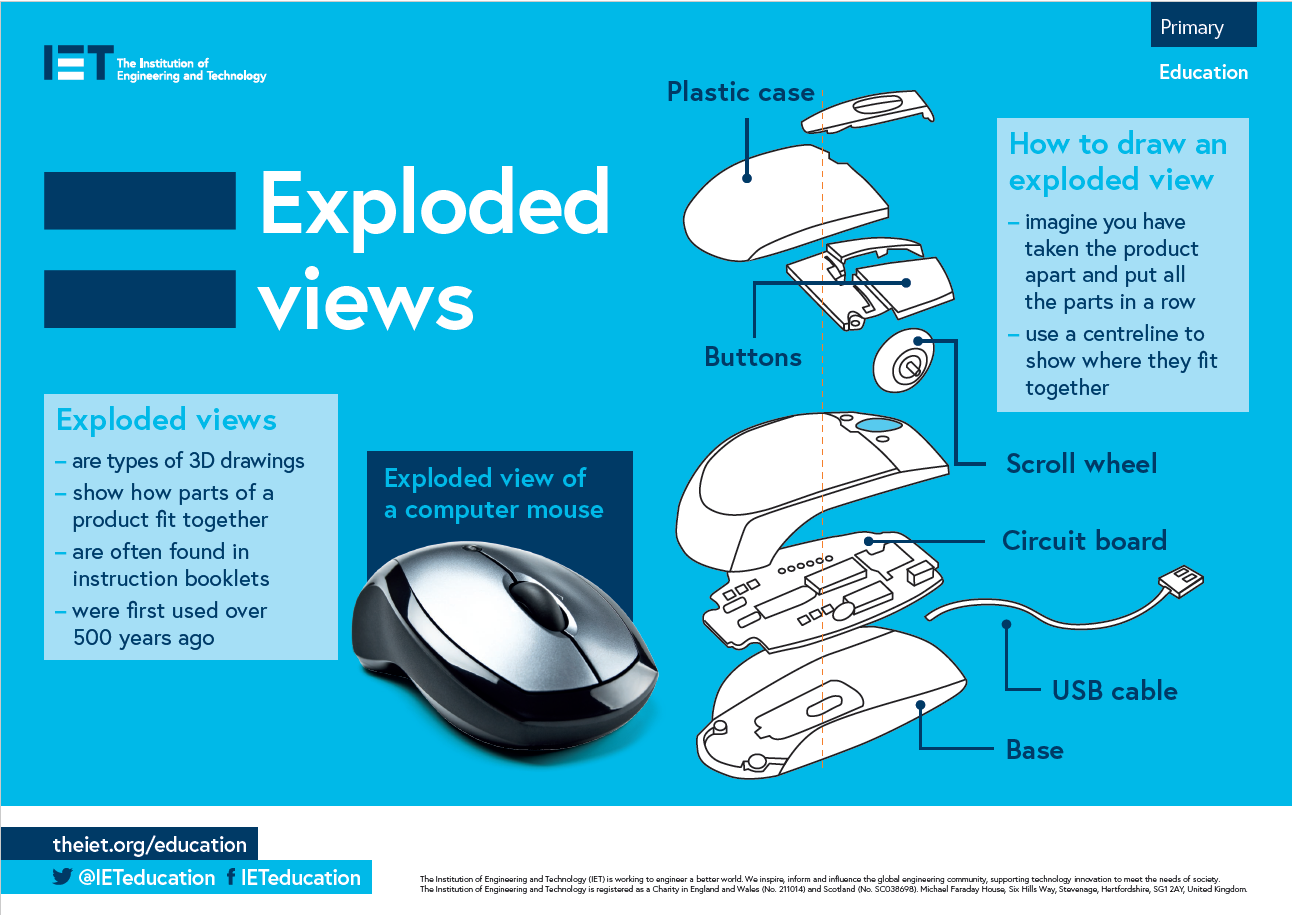 Primary
Education
IET The Institution of
Engineering and Technology
Exploded
views
Exploded views
– are types of 3D drawings
– show how parts of a
product fit together
– are often found in
instruction booklets
– were first used over
500 years ago
Exploded view of
a computer mouse
Plastic case
Buttons
Scroll wheel
Circuit board
USB cable
Base
How to draw an
exploded view
– imagine you have
taken the product
apart and put all
the parts in a row
– use a centreline to
show where they fit
together
theiet.org/education
@IETeducation f IETeducation
The Institution of Engineering and Technology (IET) is working to engineer a better world. We inspire, inform and influence the global engineering community, supporting technology innovation to meet the needs of society.
The Institution of Engineering and Technology is registered as a Charity in England and Wales (No. 211014) and Scotland (No. SC038698). Michael Faraday House, Six Hills Way, Stevenage, Hertfordshire, SG1 2AY, United Kingdom.